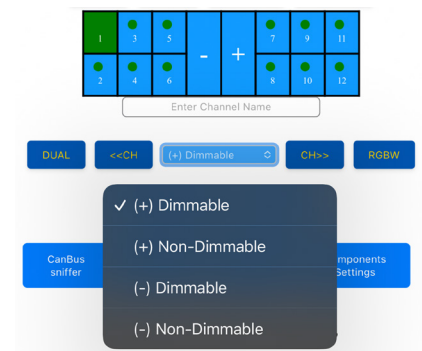 1 3 5 - + 7 9 11
2 4 6 8 10 12
Enter Channel Name
DUAL <<CH (+) Dimmable CH>> RGBW
✓ (+) Dimmable
(+) Non-Dimmable
(-) Dimmable
(-) Non-Dimmable
CanBus
sniffer
mponents
Settings